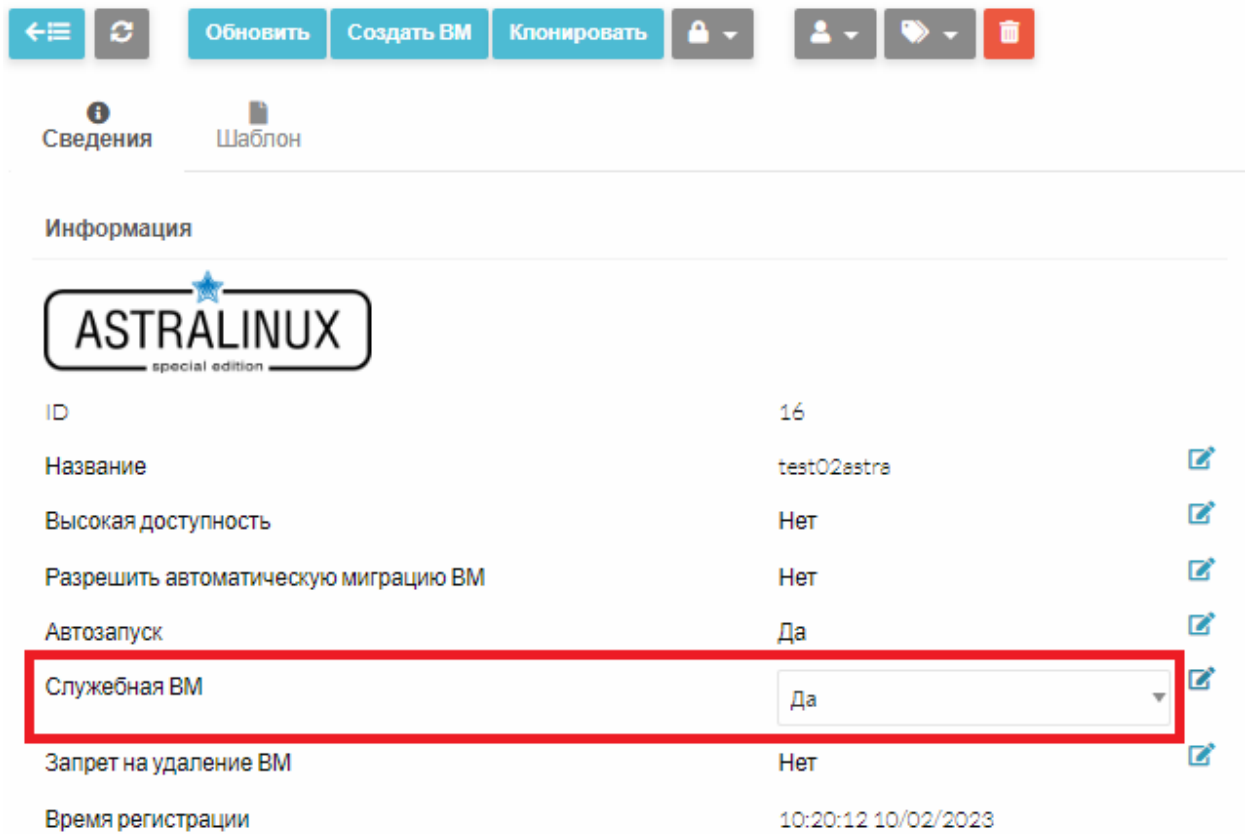 Обновить Создать ВМ Клонировать
Сведения Шаблон
Информация
ASTRALINUX
special edition
ID 16
Название test02astra
Высокая доступность Нет
Разрешить автоматическую миграцию ВМ Нет
Автозапуск Да
Служебная ВМ Да
Запрет на удаление ВМ Нет
Время регистрации 10:20:12 10/02/2023